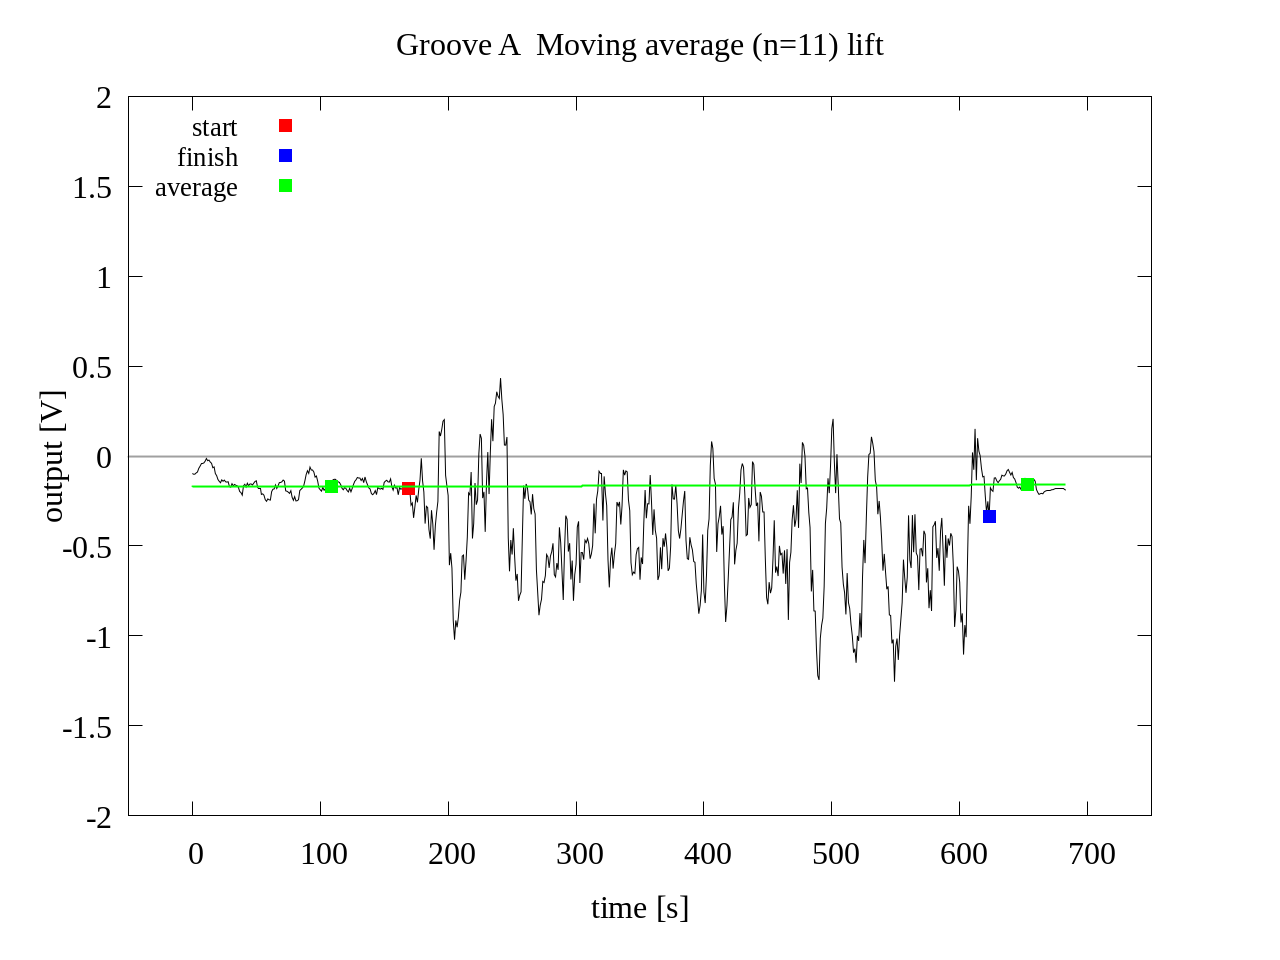 Groove A  Moving average (n=11) lift
start
finish
average
2
1.5
1
0.5
0
-0.5
-1
-1.5
-2
output [V]
0 100 200 300 400 500 600 700
time [s]